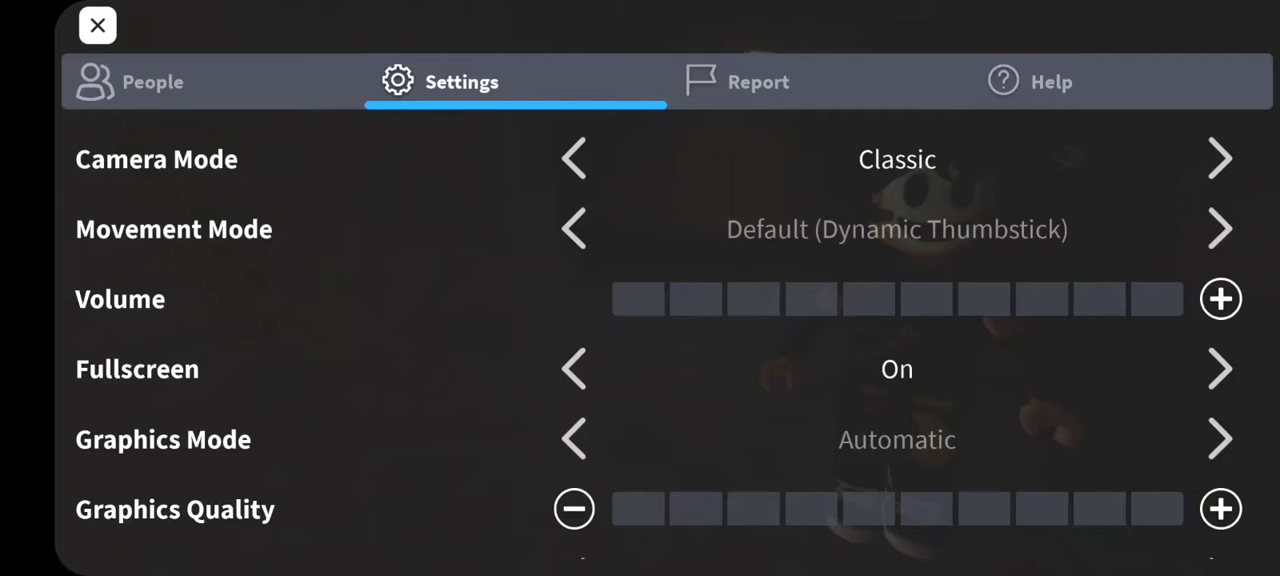 People Settings Report Help
Camera Mode Classic
Movement Mode Default (Dynamic Thumbstick)
Volume
Fullscreen On
Graphics Mode Automatic
Graphics Quality